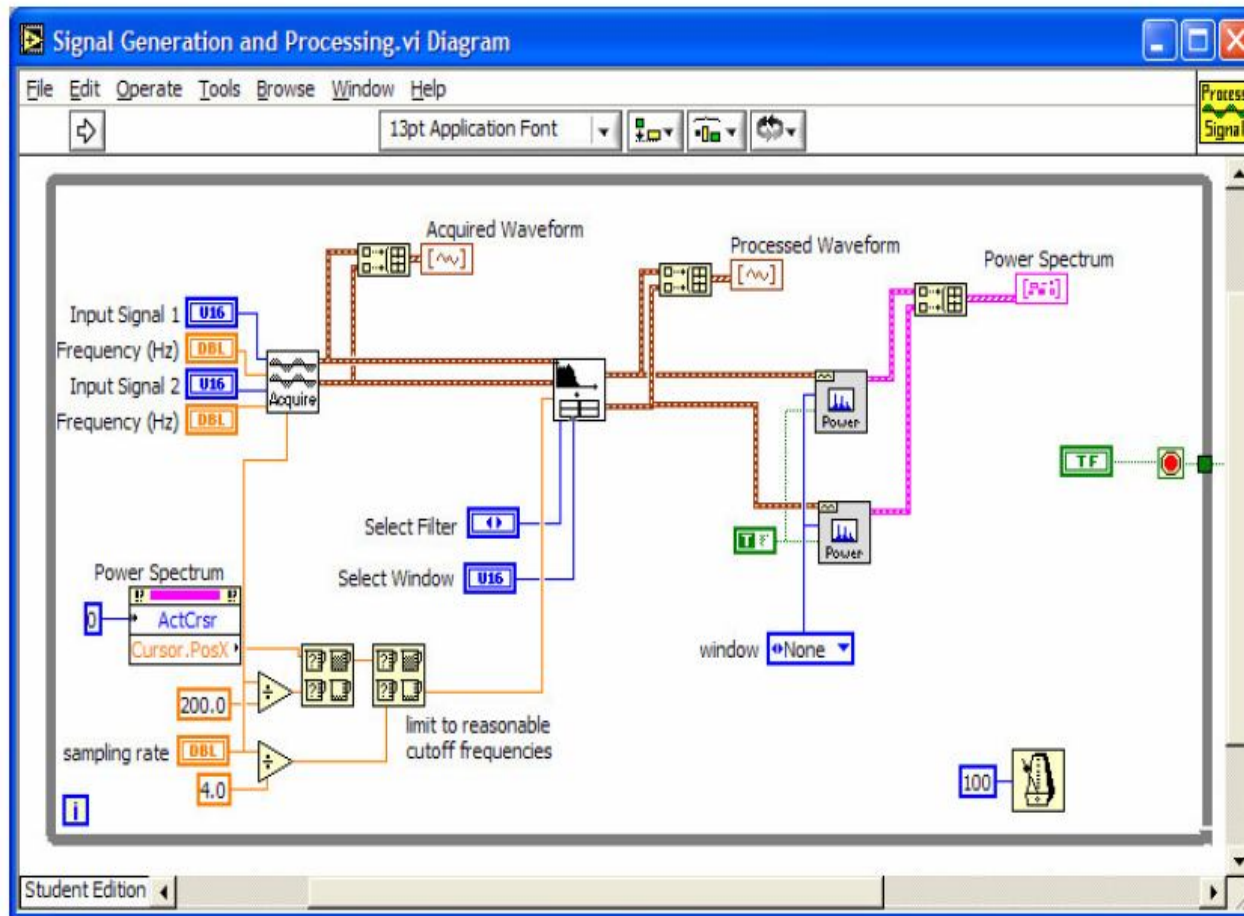 Signal Generation and Processing.vi Diagram
File Edit Operate Tools Browse Window Help
13pt Application Font
Process
Signal
Acquired Waveform
Processed Waveform
Power Spectrum
Input Signal 1 U16
Frequency (Hz) DBL
Input Signal 2 U16
Frequency (Hz) DBL
Acquire
Power
TF
Select Filter
Power
T F
Select Window U16
Power Spectrum
0 ActCrsr
Cursor.PosX
window None
200.0
limit to reasonable
cutoff frequencies
sampling rate DBL
4.0
100
i
Student Edition